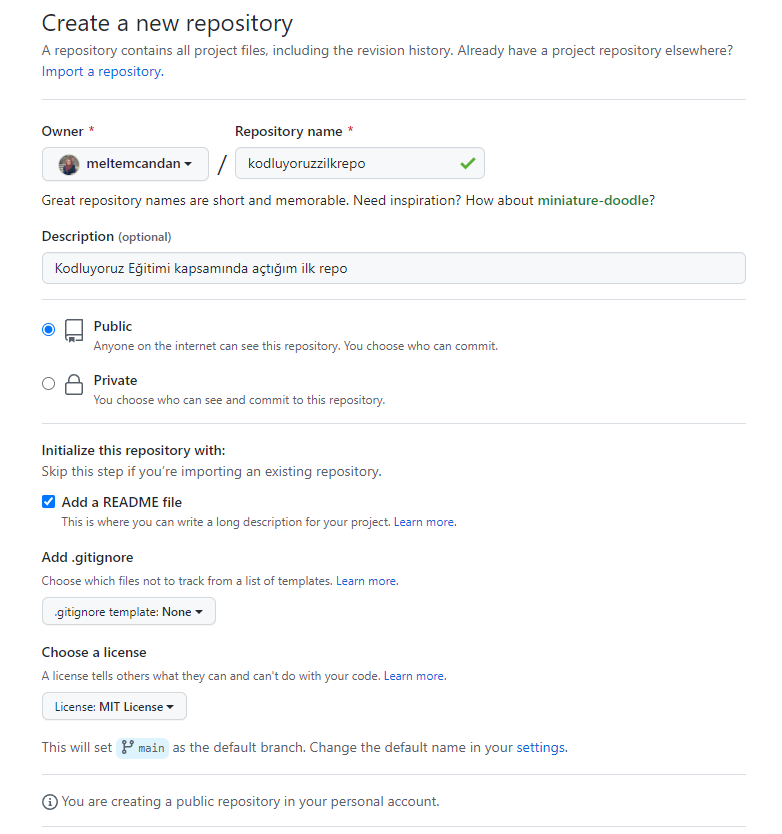 Create a new repository
A repository contains all project files, including the revision history. Already have a project repository elsewhere?
Import a repository.
Owner * Repository name *
meltemcandan / kodluyoruzzilkrepo
Great repository names are short and memorable. Need inspiration? How about miniature-doodle?
Description (optional)
Kodluyoruz Eğitimi kapsamında açtığım ilk repo
Public
Anyone on the internet can see this repository. You choose who can commit.
Private
You choose who can see and commit to this repository.
Initialize this repository with:
Skip this step if you're importing an existing repository.
Add a README file
This is where you can write a long description for your project. Learn more.
Add .gitignore
Choose which files not to track from a list of templates. Learn more.
.gitignore template: None
Choose a license
A license tells others what they can and can't do with your code. Learn more.
License: MIT License
This will set main as the default branch. Change the default name in your settings.
You are creating a public repository in your personal account.